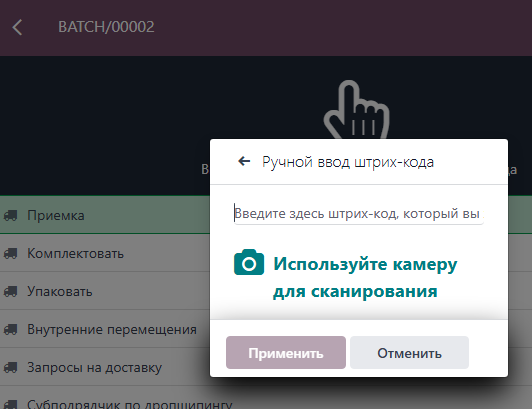 BATCH/00002
Ручной ввод штрих-кода
Введите здесь штрих-код, который вы
Используйте камеру
для сканирования
Применить
Отменить
Приемка
Комплектовать
Упаковать
Внутренние перемещения
Запросы на доставку
Субподрядчик по дропшипингу